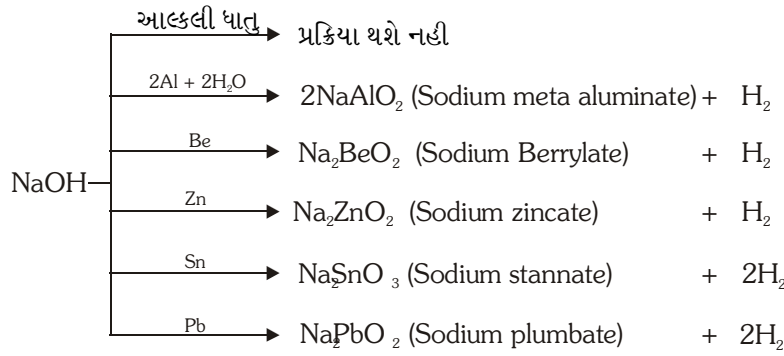 આલ્કલી ધાતુ
પ્રક્રિયા થશે નહી
2Al + 2H₂O
2NaAlO₂ (Sodium meta aluminate) + H₂
Be
Na₂BeO₂ (Sodium Berrylate) + H₂
NaOH
Zn
Na₂ZnO₂ (Sodium zincate) + H₂
Sn
Na₂SnO₃ (Sodium stannate) + 2H₂
Pb
Na₂PbO₂ (Sodium plumbate) + 2H₂